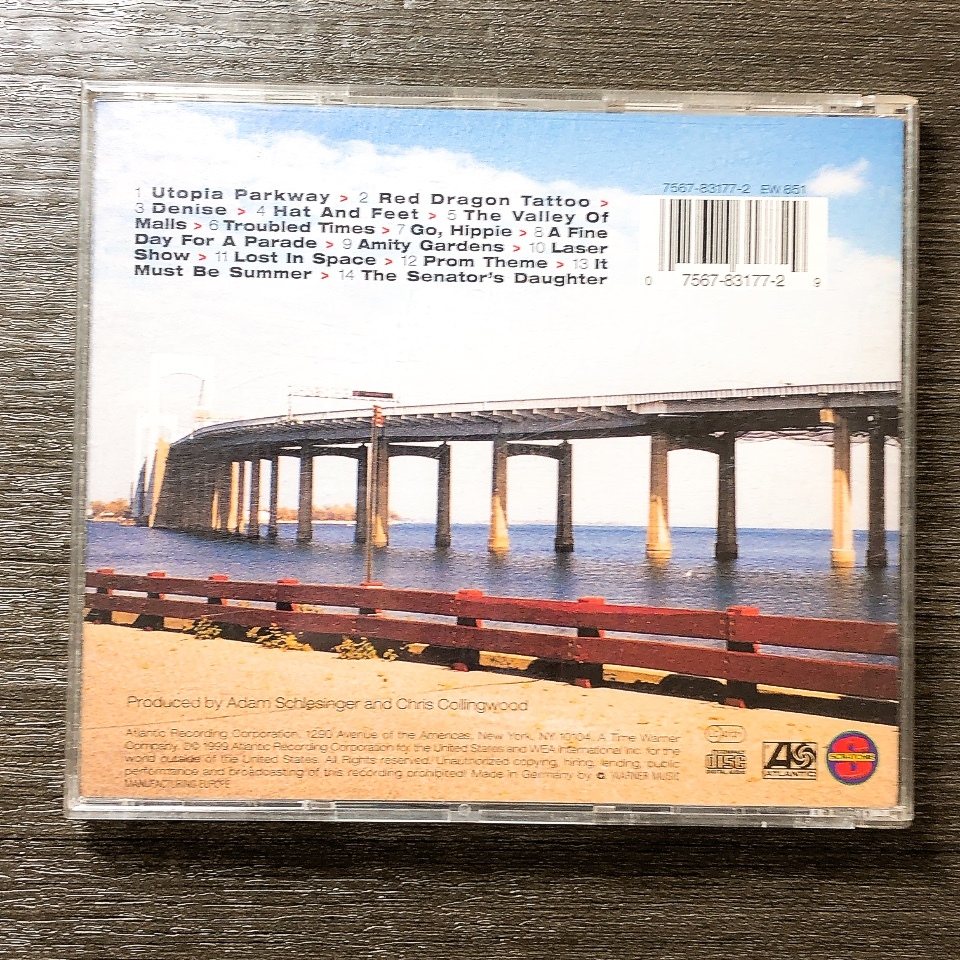 1 Utopia Parkway > 2 Red Dragon Tattoo >
3 Denise > 4 Hat And Feet > 5 The Valley Of
Malls > 6 Troubled Times > 7 Go, Hippie > 8 A Fine
Day For A Parade > 9 Amity Gardens > 10 Laser
Show > 11 Lost In Space > 12 Prom Theme > 13 It
Must Be Summer > 14 The Senator's Daughter
7567-83177-2 EW 851
0 7567-83177-2 9
Produced by Adam Schlesinger and Chris Collingwood
Atlantic Recording Corporation, 1290 Avenue of the Americas, New York, NY 10104. A Time Warner
Company. ℗© 1999 Atlantic Recording Corporation for the United States and WEA International Inc. for the
world outside of the United States. All Rights reserved. Unauthorized copying, hiring, lending, public
performance and broadcasting of this recording prohibited. Made in Germany by WARNER MUSIC
MANUFACTURING EUROPE
COMPACT
disc
DIGITAL AUDIO
ATLANTIC
SCRATCHIE